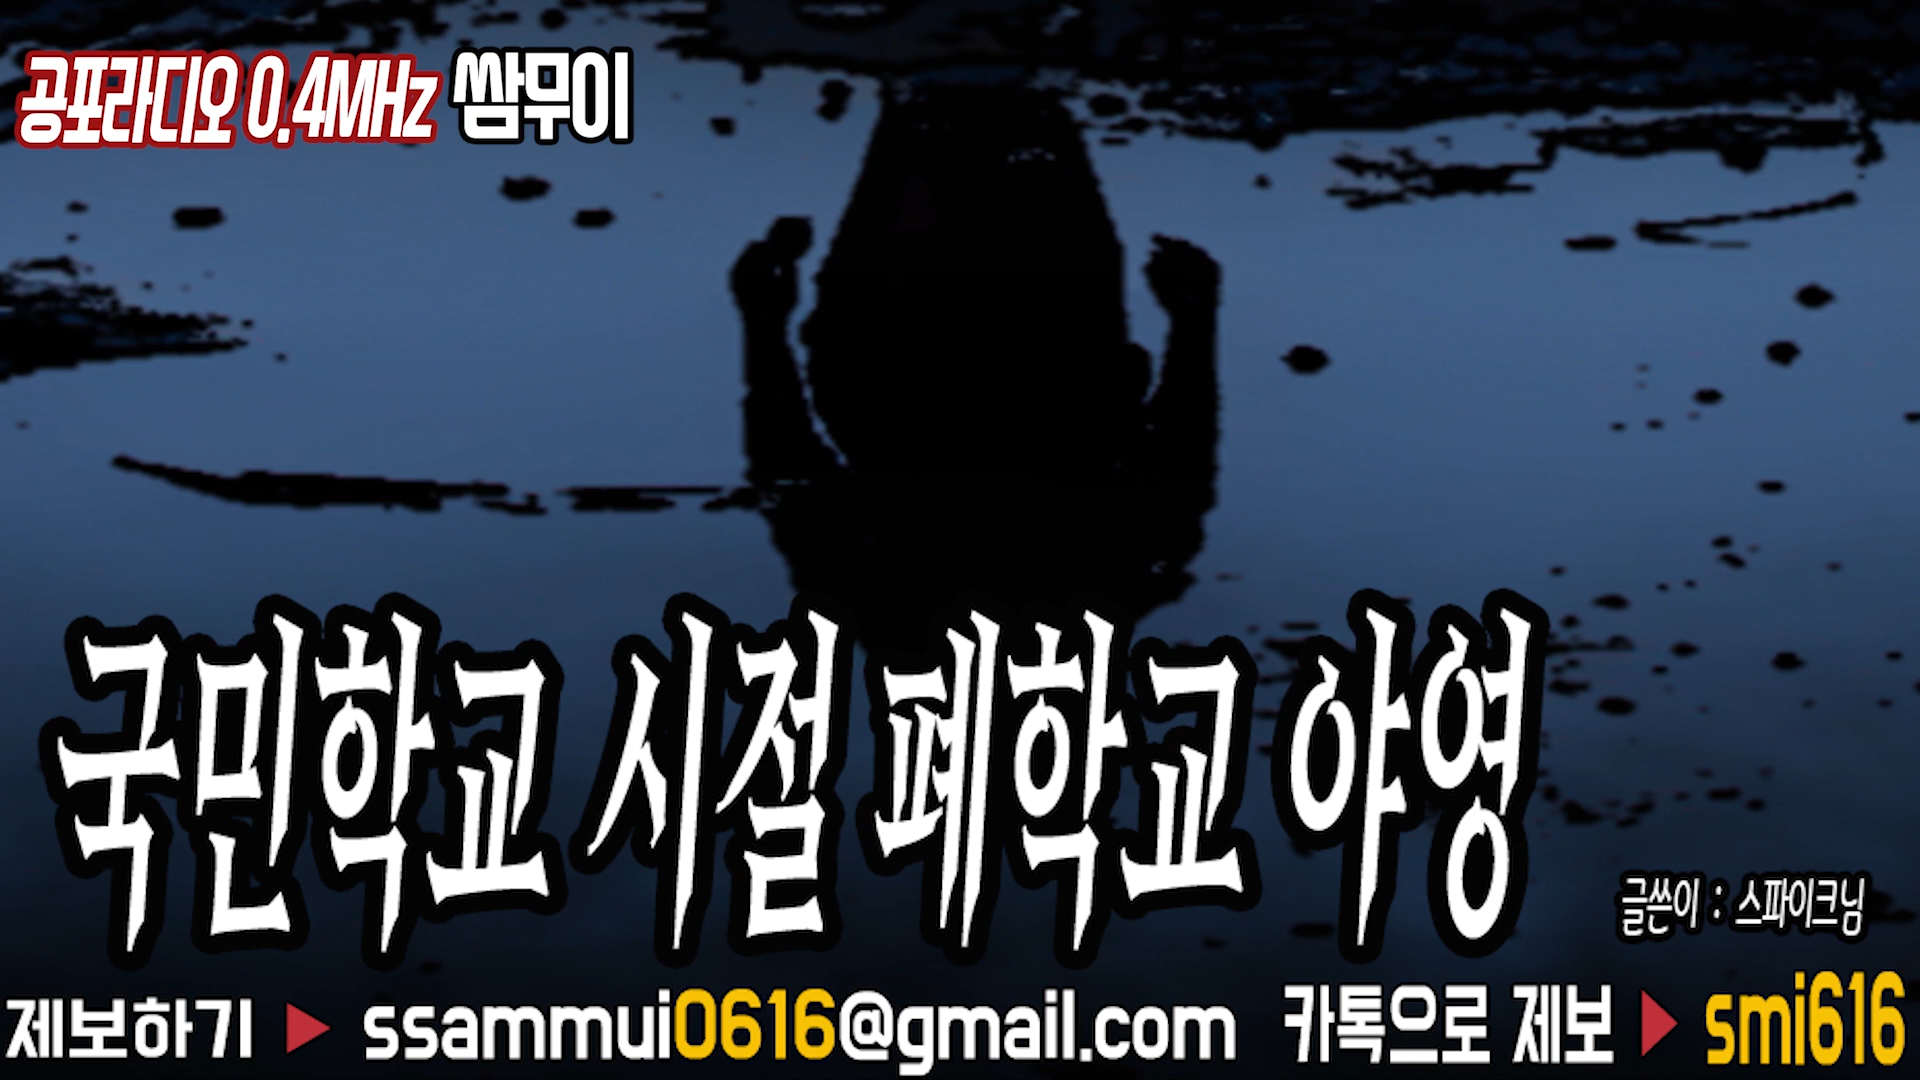 공포라디오 0.4MHz 쌈무이
국민학교 시절 폐학교 야영
글쓴이 : 스파이크님
제보하기 ▶ ssammui0616@gmail.com 카톡으로 제보 ▶ smi616